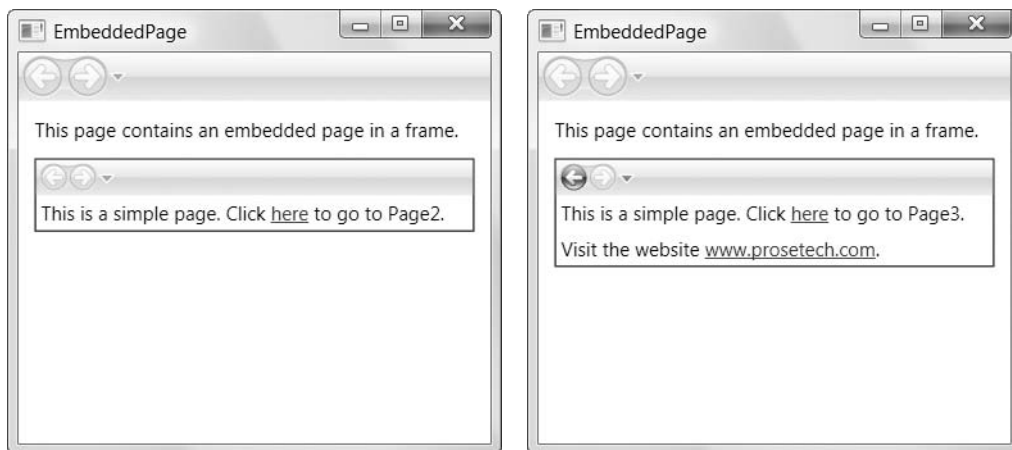 EmbeddedPage
This page contains an embedded page in a frame.
This is a simple page. Click here to go to Page2.
EmbeddedPage
This page contains an embedded page in a frame.
This is a simple page. Click here to go to Page3.
Visit the website www.prosetech.com.